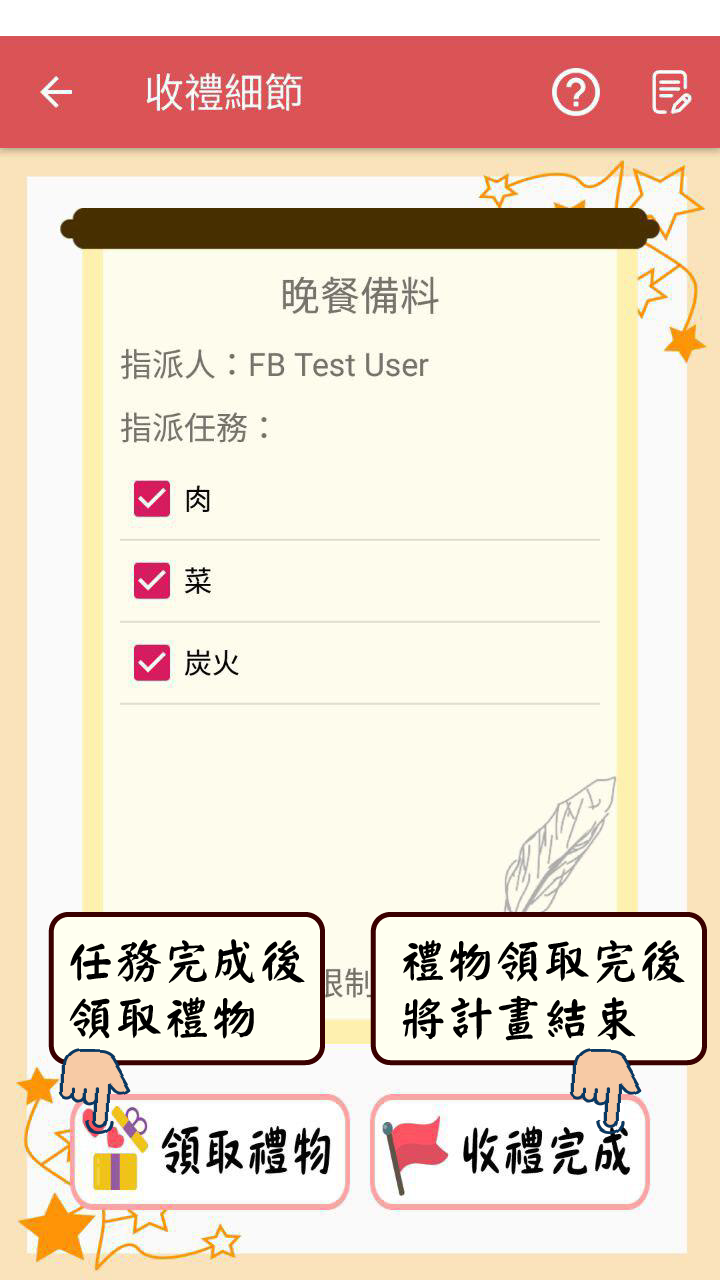 收禮細節
晚餐備料
指派人：FB Test User
指派任務：
肉
菜
炭火
限制
任務完成後
領取禮物
禮物領取完後
將計畫結束
領取禮物
收禮完成